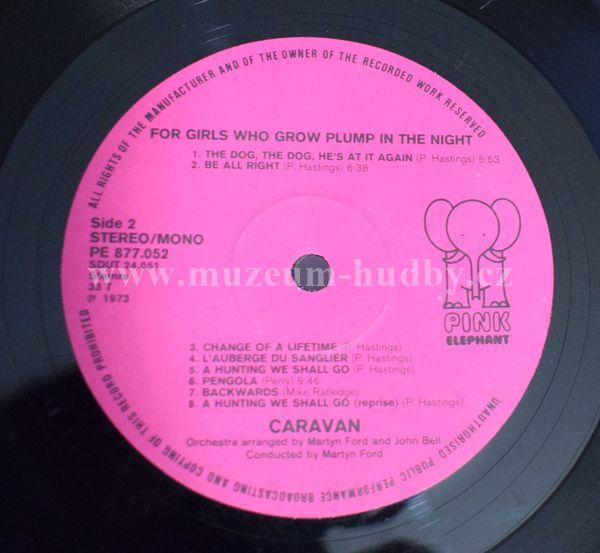 ALL RIGHTS OF THE MANUFACTURER AND OF THE OWNER OF THE RECORDED WORK RESERVED
FOR GIRLS WHO GROW PLUMP IN THE NIGHT
1. THE DOG, THE DOG, HE'S AT IT AGAIN (P. Hastings) 5:53
2. BE ALL RIGHT (P. Hastings) 6:38
Side 2
STEREO/MONO
PE 877.052
SDUT 24.051
Stemra
33 T
℗ 1973
www.muzeum-hudby.cz
PINK
ELEPHANT
3. CHANGE OF A LIFETIME (P. Hastings)
4. L'AUBERGE DU SANGLIER (P. Hastings)
5. A HUNTING WE SHALL GO (P. Hastings)
6. PENGOLA (Perry) 9:46
7. BACKWARDS (Mike Ratledge)
8. A HUNTING WE SHALL GO (reprise) (P. Hastings)
CARAVAN
Orchestra arranged by Martyn Ford and John Bell
Conducted by Martyn Ford
UNAUTHORISED PUBLIC PERFORMANCE BROADCASTING AND COPYING OF THIS RECORD PROHIBITED